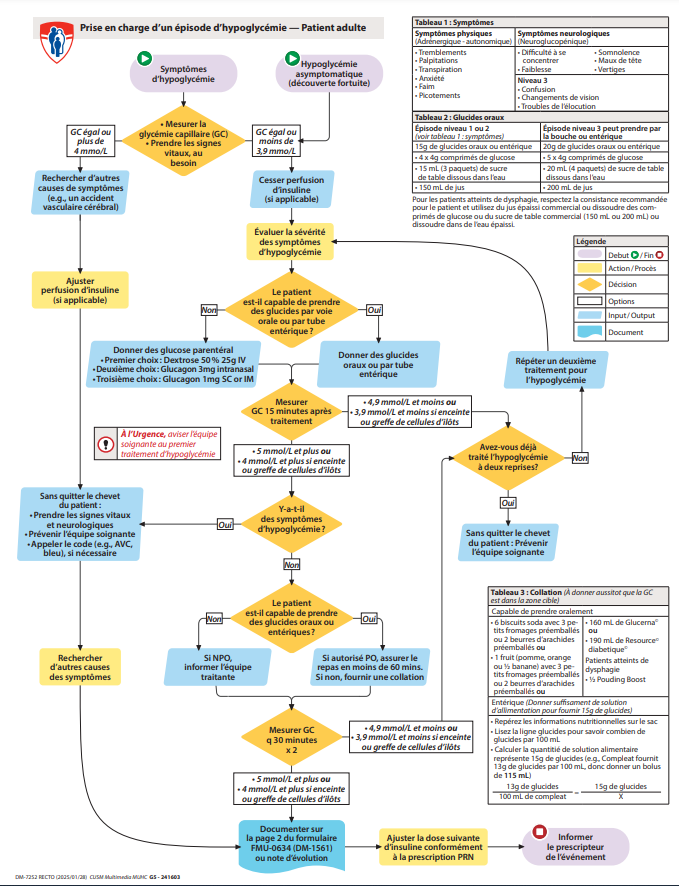 Prise en charge d'un épisode d'hypoglycémie — Patient adulte
Symptômes
d'hypoglycémie
Hypoglycémie
asymptomatique
(découverte fortuite)
• Mesurer la
glycémie capillaire (GC)
• Prendre les signes
vitaux, au
besoin
GC égal ou
plus de
4 mmo/L
GC égal ou
moins de
3,9 mmo/L
Rechercher d'autres
causes de symptômes
(e.g., un accident
vasculaire cérébral)
Cesser perfusion
d'insuline
(si applicable)
Évaluer la sévérité
des symptômes
d'hypoglycémie
Ajuster
perfusion d'insuline
(si applicable)
Le patient
est-il capable de prendre
des glucides par voie
orale ou par tube
entérique ?
Non
Oui
Donner des glucose parentéral
• Premier choix : Dextrose 50 % 25g IV
• Deuxième choix : Glucagon 3mg intranasal
• Troisième choix : Glucagon 1mg SC or IM
Donner des glucides
oraux ou par tube
entérique
Répéter un deuxième
traitement pour
l'hypoglycémie
Mesurer
GC 15 minutes après
traitement
• 4,9 mmol/L et moins ou
• 3,9 mmol/L et moins si enceinte
ou greffe de cellules d'ilôts
À l'Urgence, aviser l'équipe
soignante au premier
traitement d'hypoglycémie
• 5 mmol/L et plus ou
• 4 mmol/L et plus si enceinte
ou greffe de cellules d'ilôts
Avez-vous déjà
traité l'hypoglycémie
à deux reprises?
Non
Oui
Sans quitter le chevet
du patient :
• Prendre les signes vitaux
et neurologiques
• Prévenir l'équipe soignante
• Appeler le code (e.g., AVC,
bleu), si nécessaire
Oui
Y-a-t-il
des symptômes
d'hypoglycémie ?
Non
Sans quitter le chevet
du patient : Prévenir
l'équipe soignante
Le patient
est-il capable de prendre
des glucides oraux ou
entériques ?
Non
Oui
Rechercher
d'autres causes
des symptômes
Si NPO,
informer l'équipe
traitante
Si autorisé PO, assurer le
repas en moins de 60 mins.
Si non, fournir une collation
Mesurer GC
q 30 minutes
x 2
• 4,9 mmol/L et moins ou
• 3,9 mmol/L et moins si enceinte
ou greffe de cellules d'ilôts
• 5 mmol/L et plus ou
• 4 mmol/L et plus si enceinte
ou greffe de cellules d'ilôts
Documenter sur
la page 2 du formulaire
FMU-0634 (DM-1561)
ou note d'évolution
Ajuster la dose suivante
d'insuline conformément
à la prescription PRN
Informer
le prescripteur
de l'événement
Tableau 1 : Symptômes
Symptômes physiques
(Adrénergique - autonomique)
• Tremblements
• Palpitations
• Transpiration
• Anxiété
• Faim
• Picotements
Symptômes neurologiques
(Neuroglucopénique)
• Difficulté à se
concentrer
• Faiblesse
• Somnolence
• Maux de tête
• Vertiges
Niveau 3
• Confusion
• Changements de vision
• Troubles de l'élocution
Tableau 2 : Glucides oraux
Épisode niveau 1 ou 2
(voir tableau 1 : symptômes)
Épisode niveau 3 peut prendre par
la bouche ou entérique
15g de glucides oraux ou entérique
20g de glucides oraux ou entérique
• 4 x 4g comprimés de glucose
• 5 x 4g comprimés de glucose
• 15 mL (3 paquets) de sucre
de table dissous dans l'eau
• 20 mL (4 paquets) de sucre de table
dissous dans l'eau
• 150 mL de jus
• 200 mL de jus
Pour les patients atteints de dysphagie, respectez la consistance recommandée
pour le patient et utilisez du jus épaissi commercial ou dissoudre des com-
primés de glucose ou du sucre de table commercial (150 mL ou 200 mL) ou
dissoudre dans de l'eau épaissi.
Légende
Debut / Fin
Action / Procès
Décision
Options
Input / Output
Document
Tableau 3 : Collation (À donner aussitot que la GC
est dans la zone cible)
Capable de prendre oralement
• 6 biscuits soda avec 3 pe-
tits fromages préemballés
ou 2 beurres d'arachides
préemballés ou
• 1 fruit (pomme, orange
ou ½ banane) avec 3 pe-
tits fromages préemballés
ou 2 beurres d'arachides
préemballés ou
• 160 mL de Glucerna®
ou
• 190 mL de Resource®
diabetique®
Patients atteints de
dysphagie
• ½ Pouding Boost
Entérique (Donner suffisament de solution
d'allimentation pour fournir 15g de glucides)
• Repérez les informations nutritionnelles sur le sac
• Lisez la ligne glucides pour savoir combien de
glucides par 100 mL
• Calculer la quantité de solution alimentaire
représente 15g de glucides (e.g., Compleat fournit
13g de glucides par 100 mL, donc donner un bolus
de 115 mL)
13g de glucides = 15g de glucides
100 mL de compleat X
DM-7252 RECTO (2025/01/28) CUSM Multimedia MUHC G5 - 241603